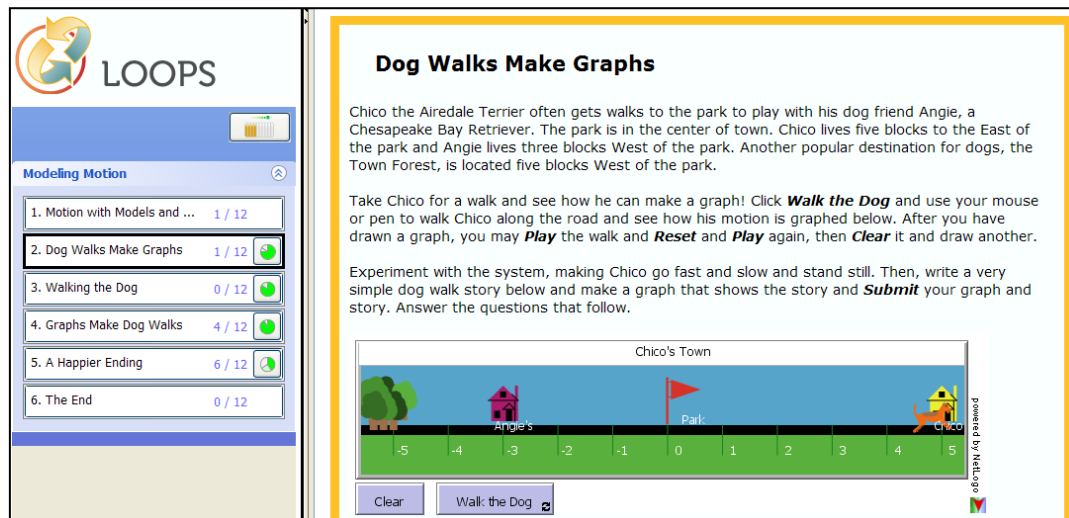 LOOPS
Modeling Motion
1. Motion with Models and ... 1 / 12
2. Dog Walks Make Graphs 1 / 12
3. Walking the Dog 0 / 12
4. Graphs Make Dog Walks 4 / 12
5. A Happier Ending 6 / 12
6. The End 0 / 12
Dog Walks Make Graphs
Chico the Airedale Terrier often gets walks to the park to play with his dog friend Angie, a
Chesapeake Bay Retriever. The park is in the center of town. Chico lives five blocks to the East of
the park and Angie lives three blocks West of the park. Another popular destination for dogs, the
Town Forest, is located five blocks West of the park.
Take Chico for a walk and see how he can make a graph! Click Walk the Dog and use your mouse
or pen to walk Chico along the road and see how his motion is graphed below. After you have
drawn a graph, you may Play the walk and Reset and Play again, then Clear it and draw another.
Experiment with the system, making Chico go fast and slow and stand still. Then, write a very
simple dog walk story below and make a graph that shows the story and Submit your graph and
story. Answer the questions that follow.
Chico's Town
Angie's Park Chico
-5 -4 -3 -2 -1 0 1 2 3 4 5
powered by NetLogo
Clear Walk the Dog